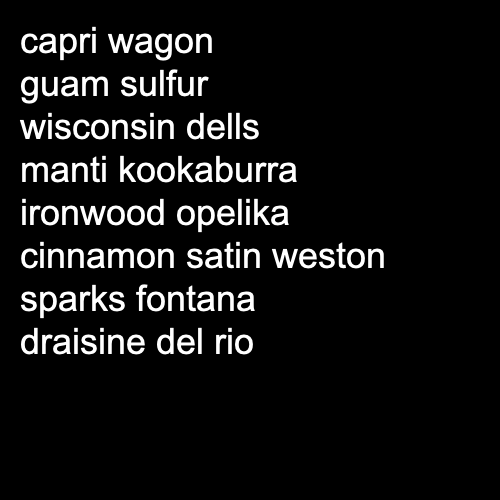 capri wagon
guam sulfur
wisconsin dells
manti kookaburra
ironwood opelika
cinnamon satin weston
sparks fontana
draisine del rio